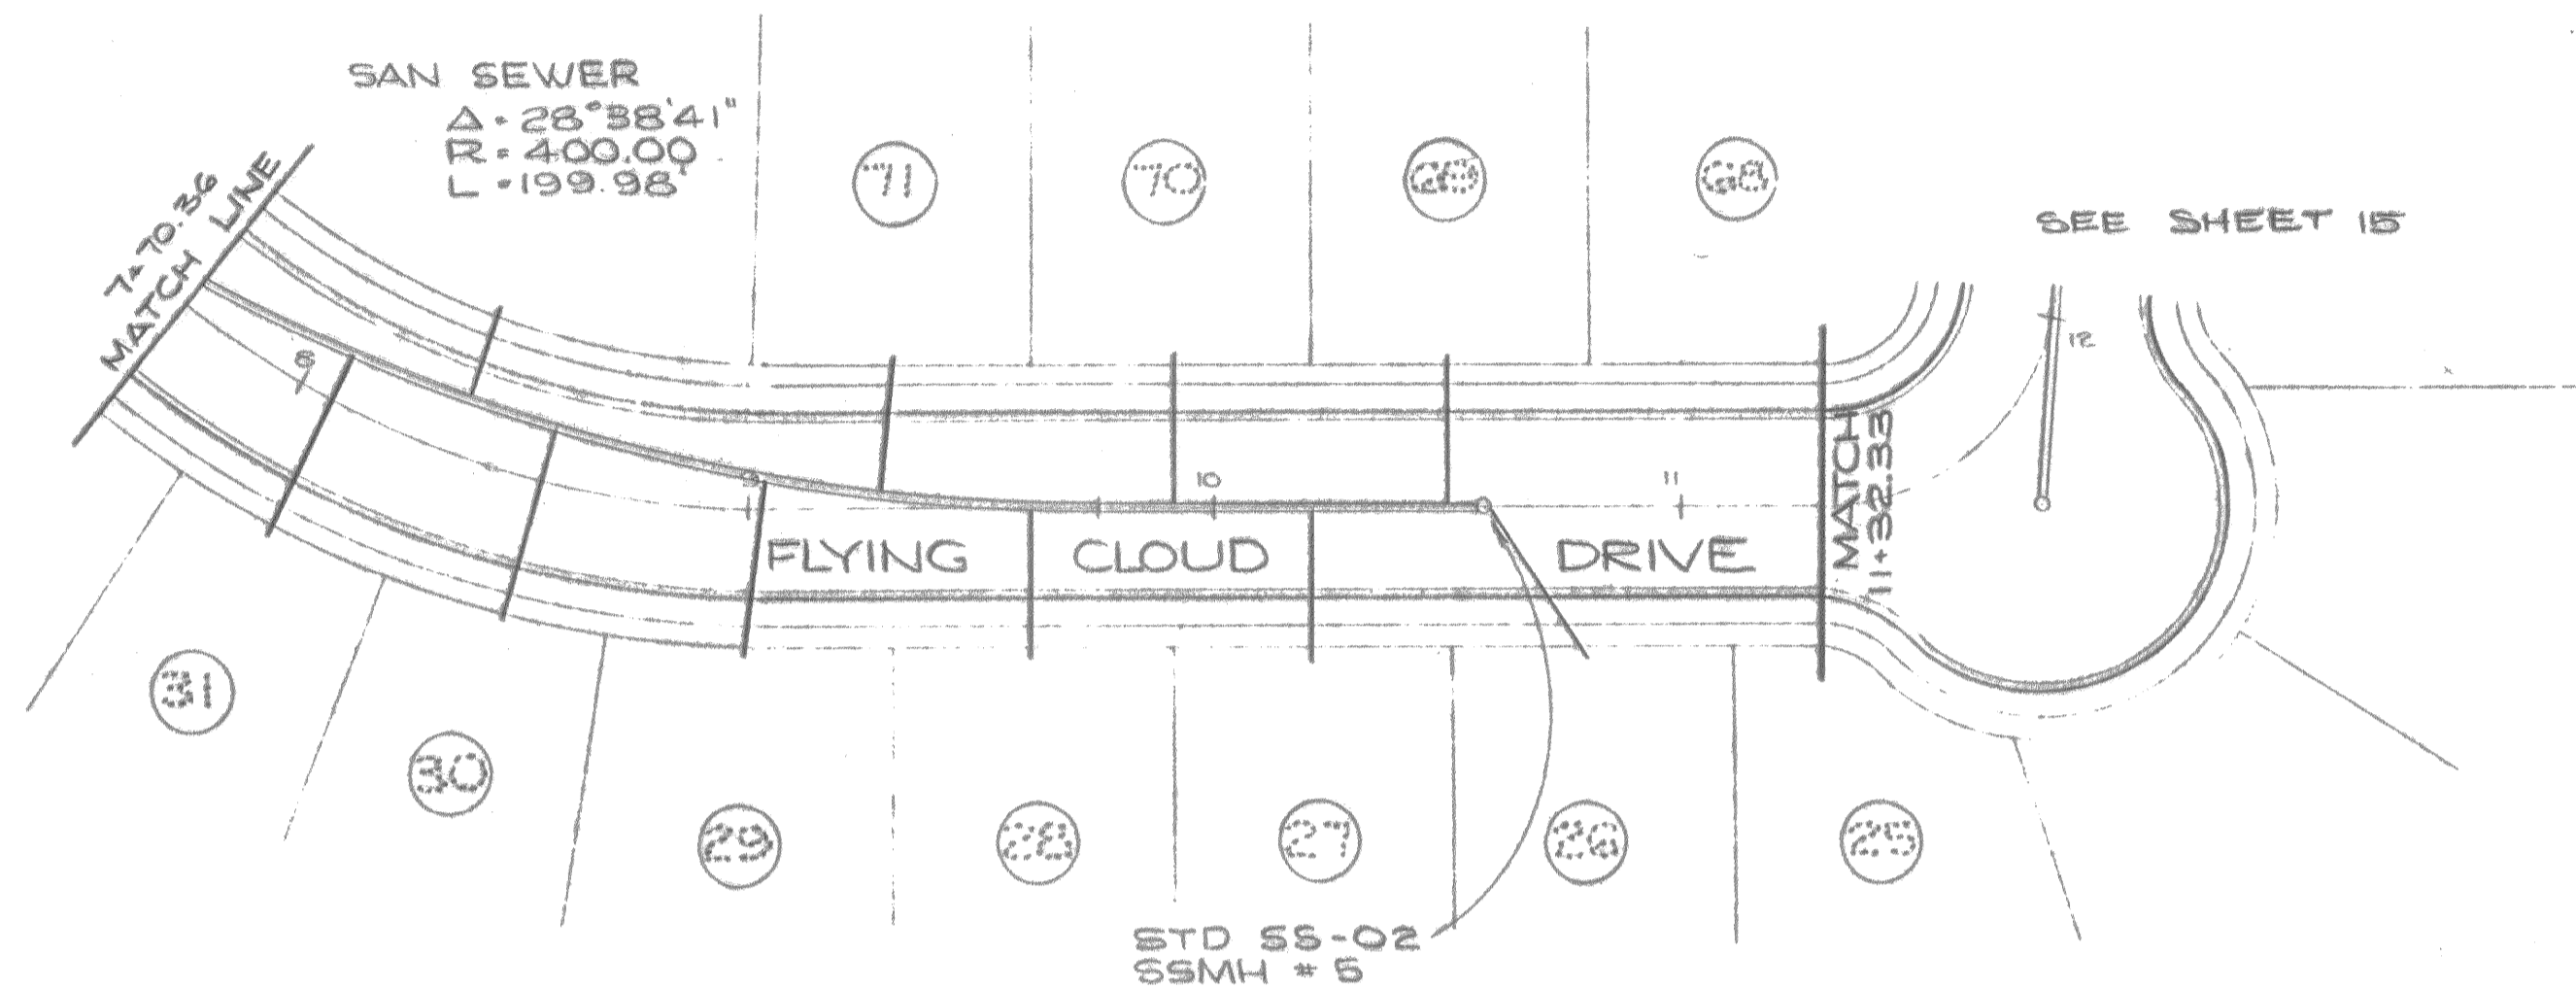 SAN SEWER
Δ = 28°38'41"
R = 400.00
L = 199.98'
7+70.36
MATCH LINE
71
70
69
68
SEE SHEET 15
8
9
10
11
12
MATCH
11+32.33
FLYING CLOUD DRIVE
31
30
29
28
27
26
25
STD SS-02
SSMH # 5